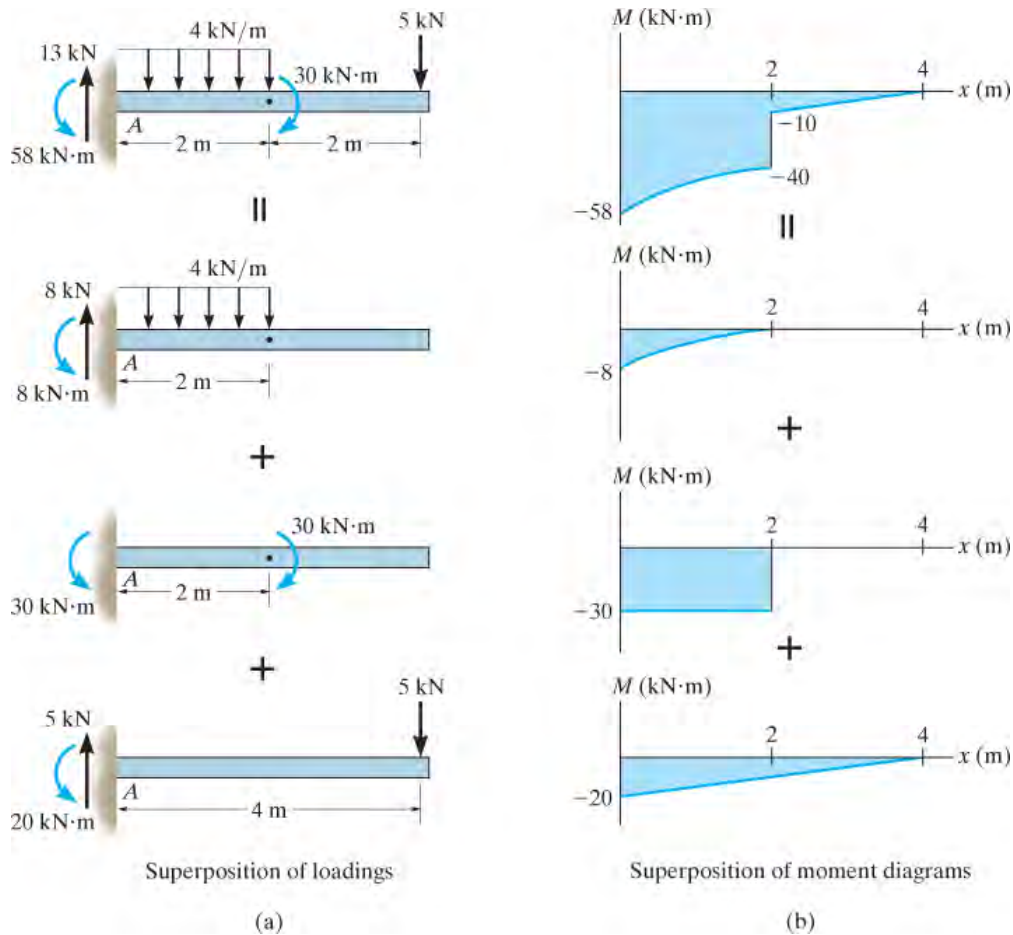 4 kN/m
5 kN
13 kN
30 kN·m
A
2 m
2 m
58 kN·m
=
4 kN/m
8 kN
A
2 m
8 kN·m
+
30 kN·m
A
2 m
30 kN·m
+
5 kN
5 kN
A
4 m
20 kN·m
Superposition of loadings
(a)
M (kN·m)
2
4
x (m)
−10
−40
−58
=
M (kN·m)
2
4
x (m)
−8
+
M (kN·m)
2
4
x (m)
−30
+
M (kN·m)
2
4
x (m)
−20
Superposition of moment diagrams
(b)